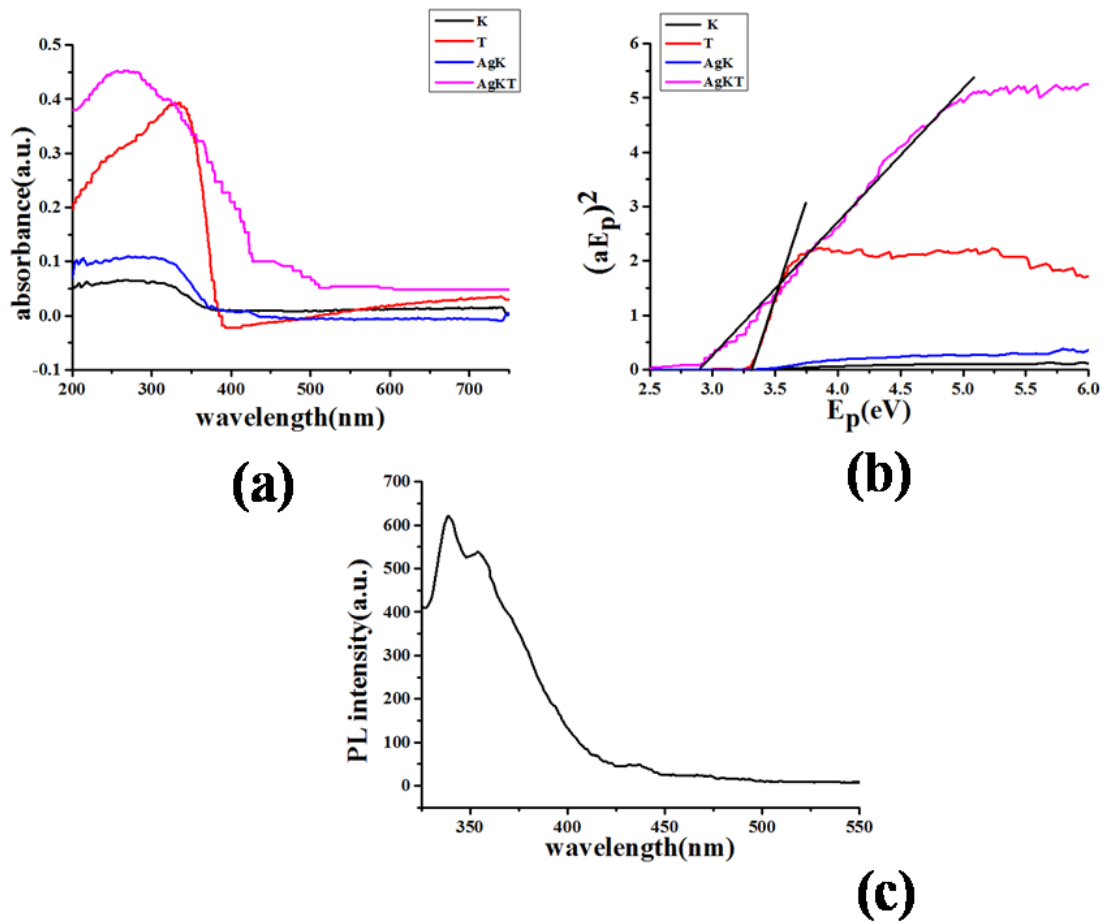 K
T
AgK
AgKT
0.5
0.4
0.3
0.2
0.1
0.0
-0.1
absorbance(a.u.)
200 300 400 500 600 700
wavelength(nm)
(a)
K
T
AgK
AgKT
6
5
4
3
2
1
0
(aEp)2
2.5 3.0 3.5 4.0 4.5 5.0 5.5 6.0
Ep(eV)
(b)
700
600
500
400
300
200
100
0
PL intensity(a.u.)
350 400 450 500 550
wavelength(nm)
(c)